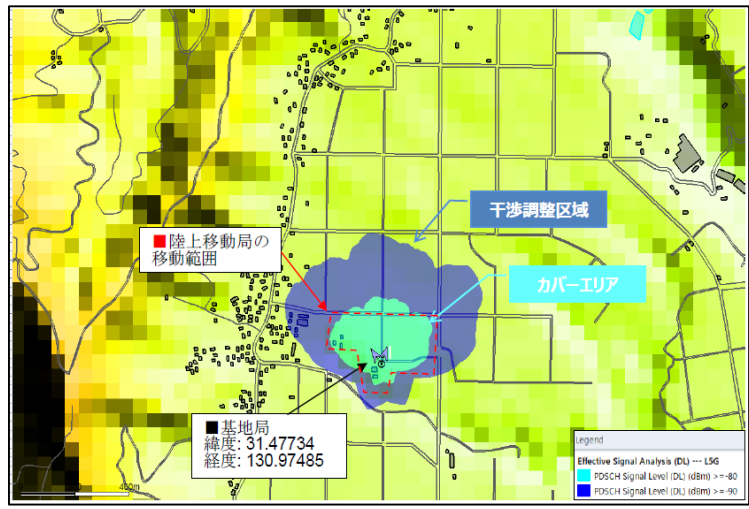 干渉調整区域
■陸上移動局の
移動範囲
カバーエリア
■基地局
緯度: 31.47734
経度: 130.97485
Legend
Effective Signal Analysis (DL) --- L5G
PDSCH Signal Level (DL) (dBm) >=-80
PDSCH Signal Level (DL) (dBm) >=-90
0
400m